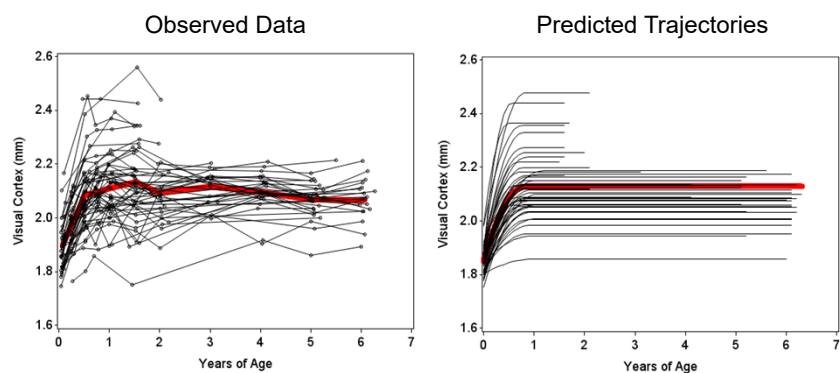 Observed Data
Predicted Trajectories
2.6
2.4
2.2
2.0
1.8
1.6
Visual Cortex (mm)
0 1 2 3 4 5 6 7
Years of Age
2.6
2.4
2.2
2.0
1.8
1.6
Visual Cortex (mm)
0 1 2 3 4 5 6 7
Years of Age